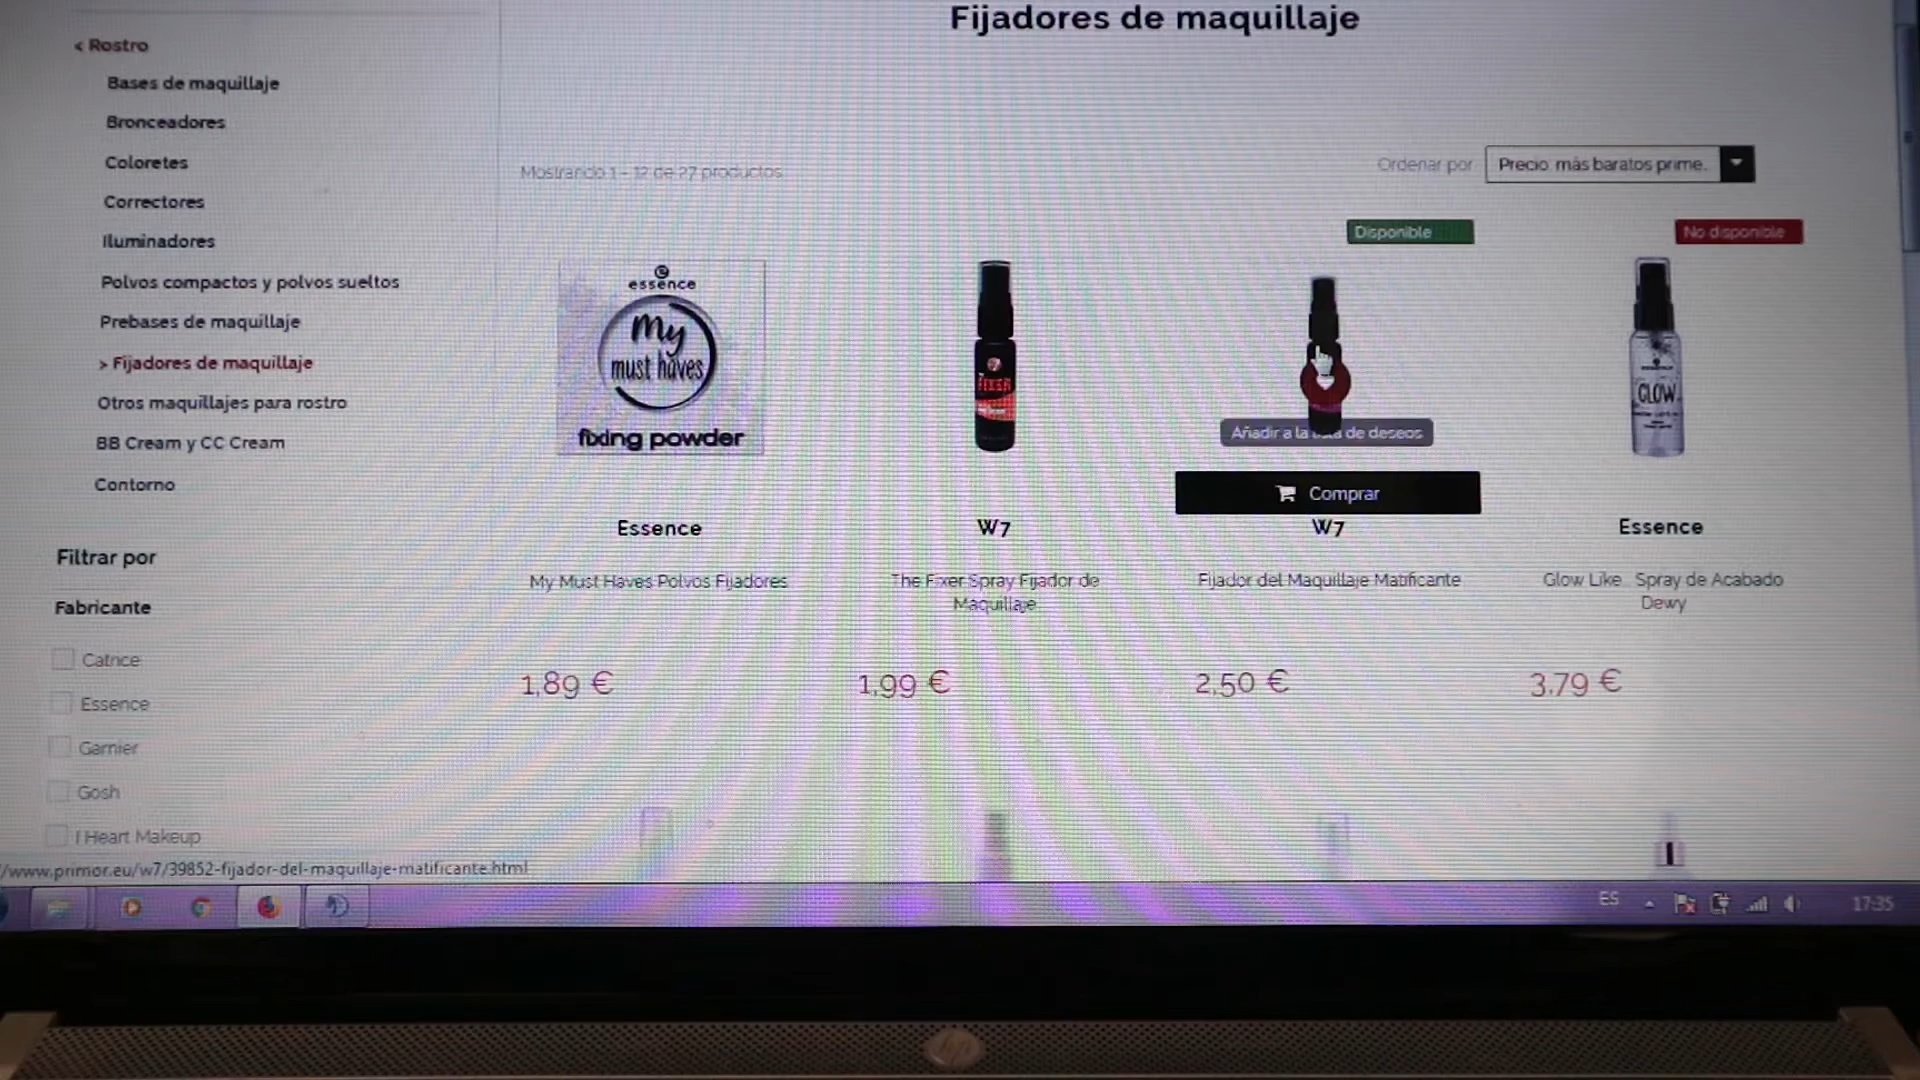 Fijadores de maquillaje
< Rostro
Bases de maquillaje
Bronceadores
Coloretes
Correctores
Iluminadores
Polvos compactos y polvos sueltos
Prebases de maquillaje
> Fijadores de maquillaje
Otros maquillajes para rostro
BB Cream y CC Cream
Contorno
Filtrar por
Fabricante
Catrice
Essence
Garnier
Gosh
I Heart Makeup
Mostrando 1 - 12 de 27 productos
Ordenar por
Precio: más baratos prime..
Disponible
No disponible
essence
My
must haves
fixing powder
FIXER
GLOW
Añadir a la lista de deseos
Comprar
Essence
W7
W7
Essence
My Must Haves Polvos Fijadores
The Fixer Spray Fijador de
Maquillaje
Fijador del Maquillaje Matificante
Glow Like... Spray de Acabado
Dewy
1,89 €
1,99 €
2,50 €
3,79 €
/www.primor.eu/w7/39852-fijador-del-maquillaje-matificante.html
ES
17:35
hp